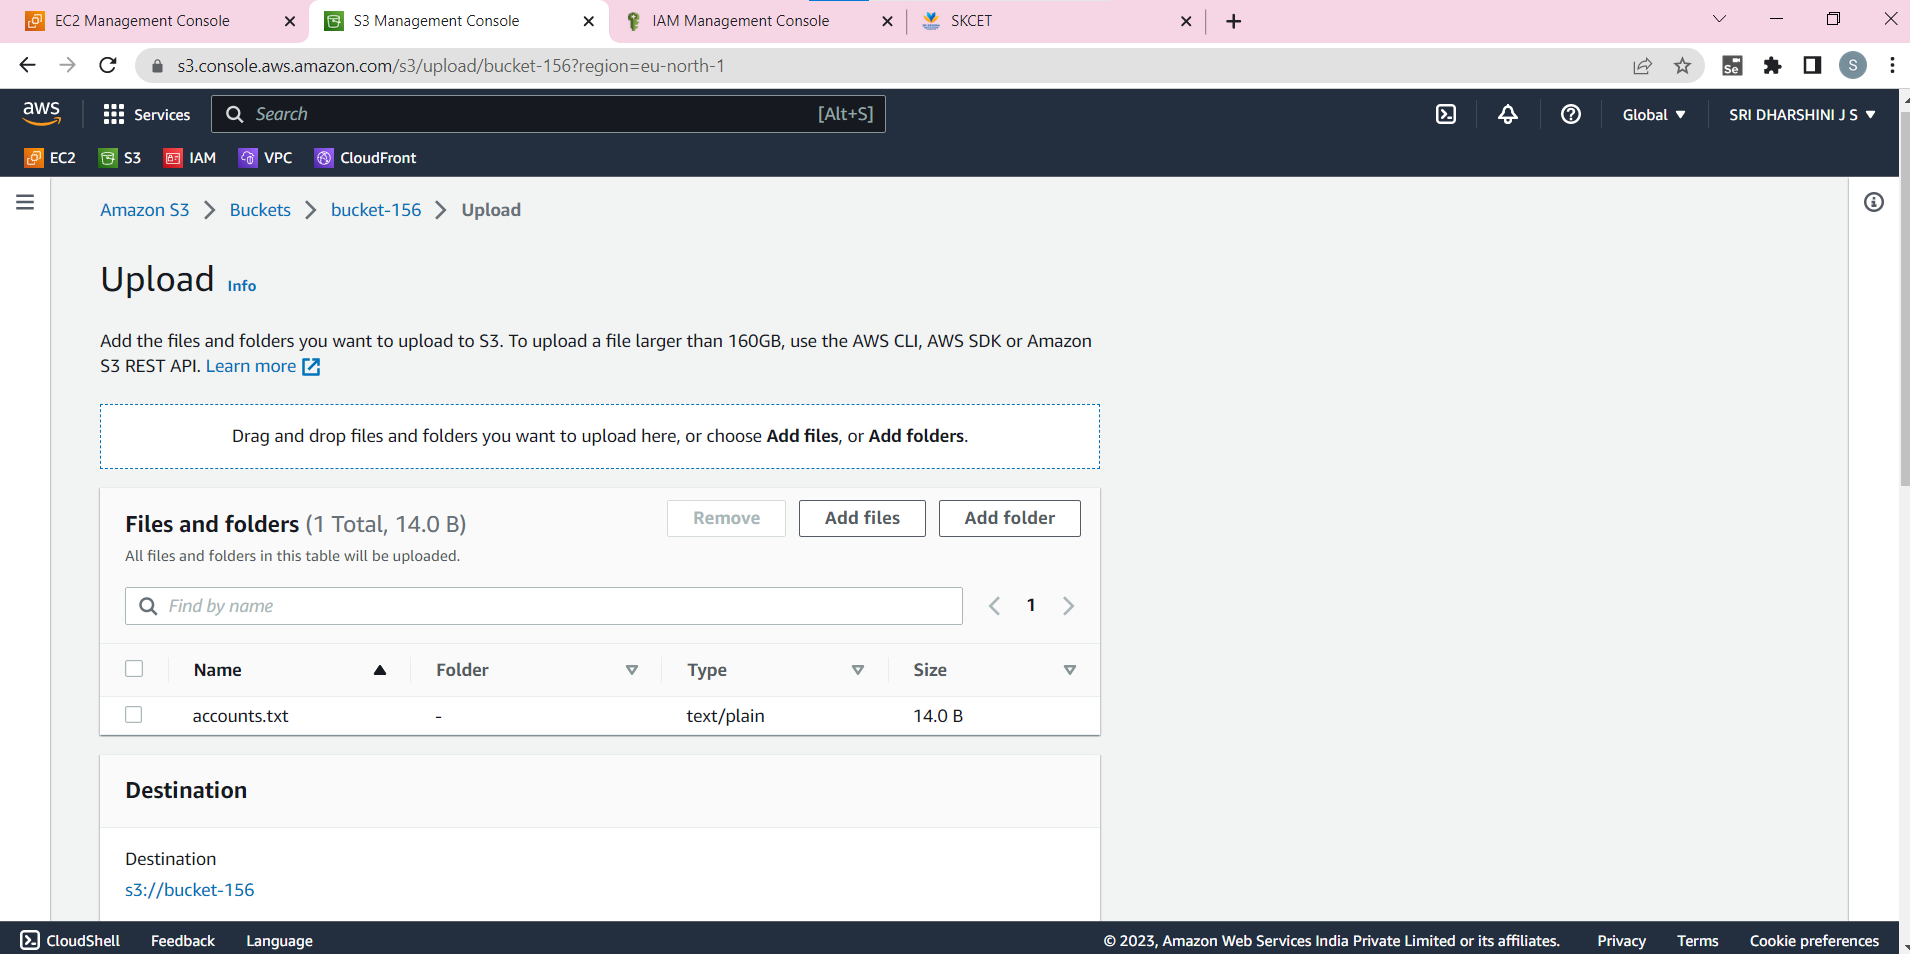 EC2 Management Console
S3 Management Console
IAM Management Console
SKCET
s3.console.aws.amazon.com/s3/upload/bucket-156?region=eu-north-1
Se
S
aws
Services
Search
[Alt+S]
Global
SRI DHARSHINI J S
EC2
S3
IAM
VPC
CloudFront
Amazon S3
Buckets
bucket-156
Upload
Upload
Info
Add the files and folders you want to upload to S3. To upload a file larger than 160GB, use the AWS CLI, AWS SDK or Amazon
S3 REST API. Learn more
Drag and drop files and folders you want to upload here, or choose Add files, or Add folders.
Files and folders (1 Total, 14.0 B)
Remove
Add files
Add folder
All files and folders in this table will be uploaded.
Find by name
1
Name
Folder
Type
Size
accounts.txt
-
text/plain
14.0 B
Destination
Destination
s3://bucket-156
CloudShell
Feedback
Language
© 2023, Amazon Web Services India Private Limited or its affiliates.
Privacy
Terms
Cookie preferences